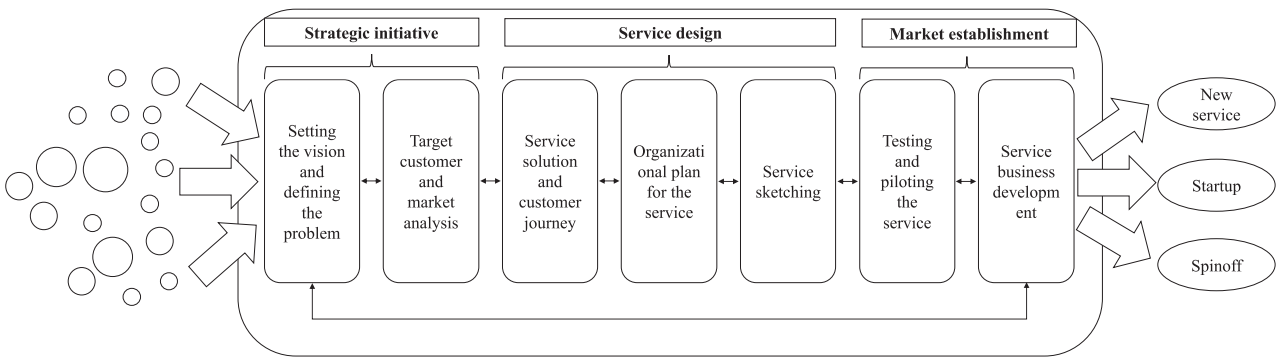 Strategic initiative
Service design
Market establishment
Setting
the vision
and
defining
the
problem
Target
customer
and
market
analysis
Service
solution
and
customer
journey
Organizati
onal plan
for the
service
Service
sketching
Testing
and
piloting
the
service
Service
business
developm
ent
New
service
Startup
Spinoff